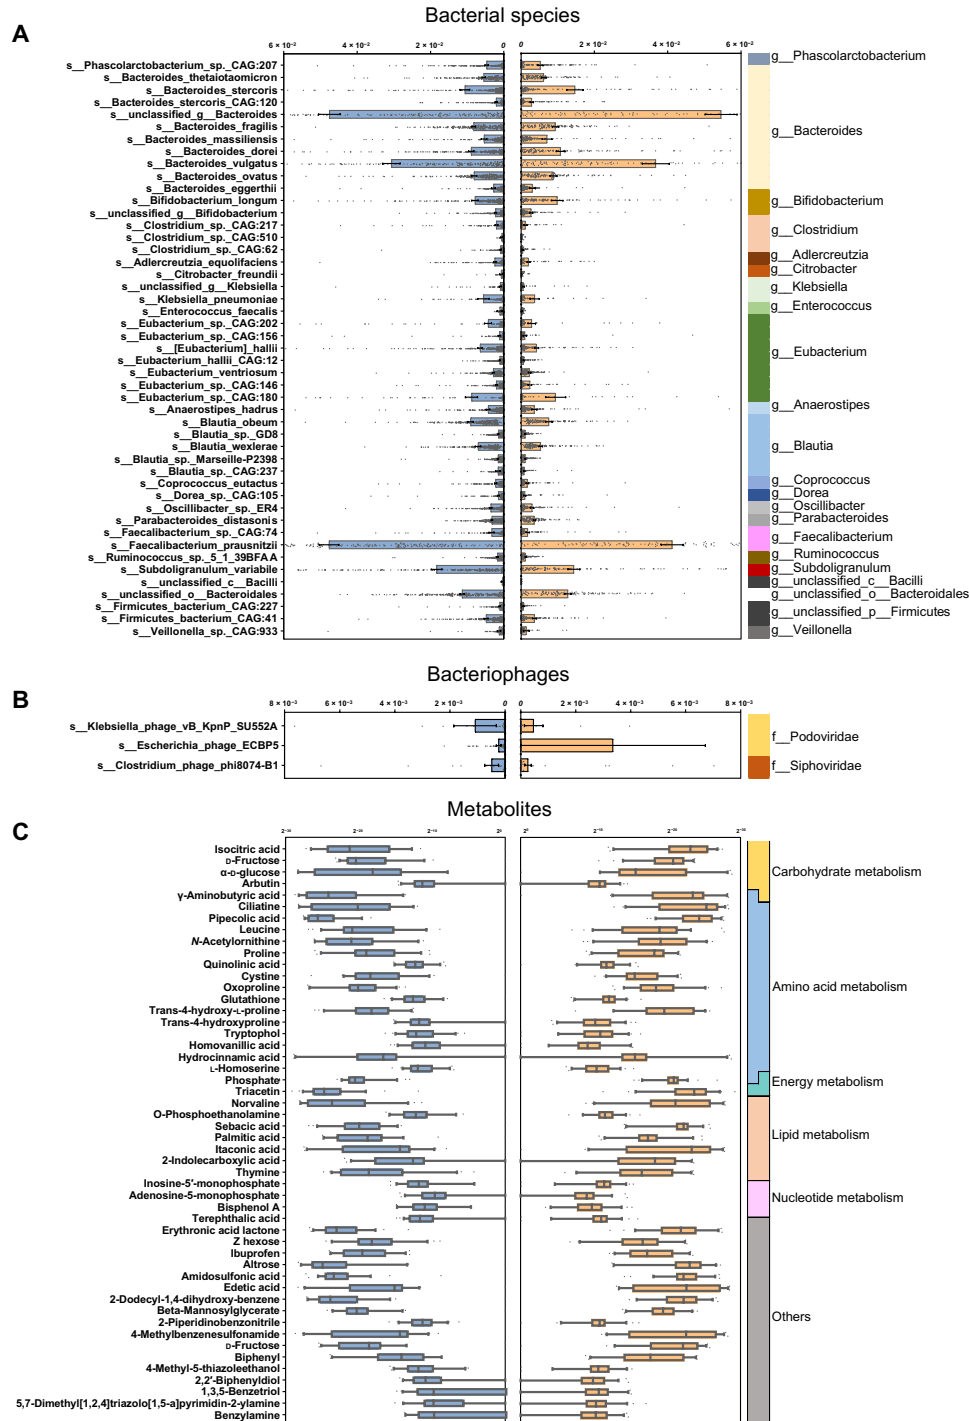 Bacterial species
A
6 × 10⁻² 4 × 10⁻² 2 × 10⁻² 0 0 2 × 10⁻² 4 × 10⁻² 6 × 10⁻²
s__Phascolarctobacterium_sp._CAG:207
s__Bacteroides_thetaiotaomicron
s__Bacteroides_stercoris
s__Bacteroides_stercoris_CAG:120
s__unclassified_g__Bacteroides
s__Bacteroides_fragilis
s__Bacteroides_massiliensis
s__Bacteroides_dorei
s__Bacteroides_vulgatus
s__Bacteroides_ovatus
s__Bacteroides_eggerthii
s__Bifidobacterium_longum
s__unclassified_g__Bifidobacterium
s__Clostridium_sp._CAG:217
s__Clostridium_sp._CAG:510
s__Clostridium_sp._CAG:62
s__Adlercreutzia_equolifaciens
s__Citrobacter_freundii
s__unclassified_g__Klebsiella
s__Klebsiella_pneumoniae
s__Enterococcus_faecalis
s__Eubacterium_sp._CAG:202
s__Eubacterium_sp._CAG:156
s__[Eubacterium]_hallii
s__Eubacterium_hallii_CAG:12
s__Eubacterium_ventriosum
s__Eubacterium_sp._CAG:146
s__Eubacterium_sp._CAG:180
s__Anaerostipes_hadrus
s__Blautia_obeum
s__Blautia_sp._GD8
s__Blautia_wexlerae
s__Blautia_sp._Marseille-P2398
s__Blautia_sp._CAG:237
s__Coprococcus_eutactus
s__Dorea_sp._CAG:105
s__Oscillibacter_sp._ER4
s__Parabacteroides_distasonis
s__Faecalibacterium_sp._CAG:74
s__Faecalibacterium_prausnitzii
s__Ruminococcus_sp._5_1_39BFAA
s__Subdoligranulum_variabile
s__unclassified_c__Bacilli
s__unclassified_o__Bacteroidales
s__Firmicutes_bacterium_CAG:227
s__Firmicutes_bacterium_CAG:41
s__Veillonella_sp._CAG:933
g__Phascolarctobacterium
g__Bacteroides
g__Bifidobacterium
g__Clostridium
g__Adlercreutzia
g__Citrobacter
g__Klebsiella
g__Enterococcus
g__Eubacterium
g__Anaerostipes
g__Blautia
g__Coprococcus
g__Dorea
g__Oscillibacter
g__Parabacteroides
g__Faecalibacterium
g__Ruminococcus
g__Subdoligranulum
g__unclassified_c__Bacilli
g__unclassified_o__Bacteroidales
g__unclassified_p__Firmicutes
g__Veillonella
Bacteriophages
B
8 × 10⁻³ 6 × 10⁻³ 4 × 10⁻³ 2 × 10⁻³ 0 0 2 × 10⁻³ 4 × 10⁻³ 6 × 10⁻³ 8 × 10⁻³
s__Klebsiella_phage_vB_KpnP_SU552A
s__Escherichia_phage_ECBP5
s__Clostridium_phage_phi8074-B1
f__Podoviridae
f__Siphoviridae
Metabolites
C
2⁻³⁰ 2⁻²⁰ 2⁻¹⁰ 2⁰ 2⁰ 2⁻¹⁰ 2⁻²⁰ 2⁻³⁰
Isocitric acid
D-Fructose
α-D-glucose
Arbutin
γ-Aminobutyric acid
Ciliatine
Pipecolic acid
Leucine
N-Acetylornithine
Proline
Quinolinic acid
Cystine
Oxoproline
Glutathione
Trans-4-hydroxy-L-proline
Trans-4-hydroxyproline
Tryptophol
Homovanillic acid
Hydrocinnamic acid
L-Homoserine
Phosphate
Triacetin
Norvaline
O-Phosphoethanolamine
Sebacic acid
Palmitic acid
Itaconic acid
2-Indolecarboxylic acid
Thymine
Inosine-5′-monophosphate
Adenosine-5-monophosphate
Bisphenol A
Terephthalic acid
Erythronic acid lactone
Z hexose
Ibuprofen
Altrose
Amidosulfonic acid
Edetic acid
2-Dodecyl-1,4-dihydroxy-benzene
Beta-Mannosylglycerate
2-Piperidinobenzonitrile
4-Methylbenzenesulfonamide
D-Fructose
Biphenyl
4-Methyl-5-thiazoleethanol
2,2′-Biphenyldiol
1,3,5-Benzetriol
5,7-Dimethyl[1,2,4]triazolo[1,5-a]pyrimidin-2-ylamine
Benzylamine
Carbohydrate metabolism
Amino acid metabolism
Energy metabolism
Lipid metabolism
Nucleotide metabolism
Others